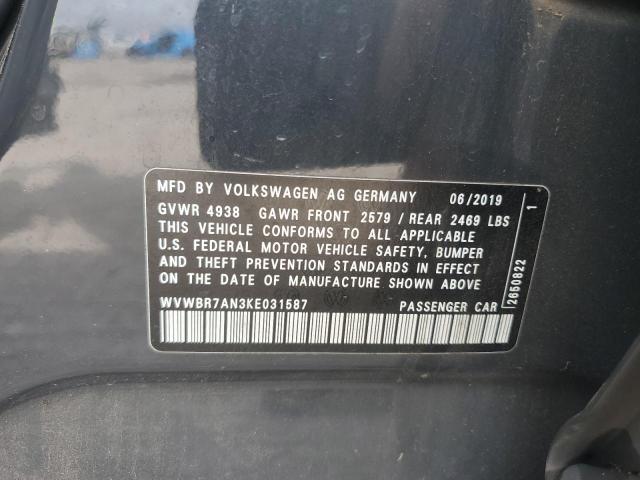 MFD BY VOLKSWAGEN AG GERMANY 06/2019
GVWR 4938 GAWR FRONT 2579 / REAR 2469 LBS
THIS VEHICLE CONFORMS TO ALL APPLICABLE
U.S. FEDERAL MOTOR VEHICLE SAFETY, BUMPER
AND THEFT PREVENTION STANDARDS IN EFFECT
ON THE DATE OF MANUFACTURE SHOWN ABOVE
WVWBR7AN3KE031587 PASSENGER CAR
2650822 1